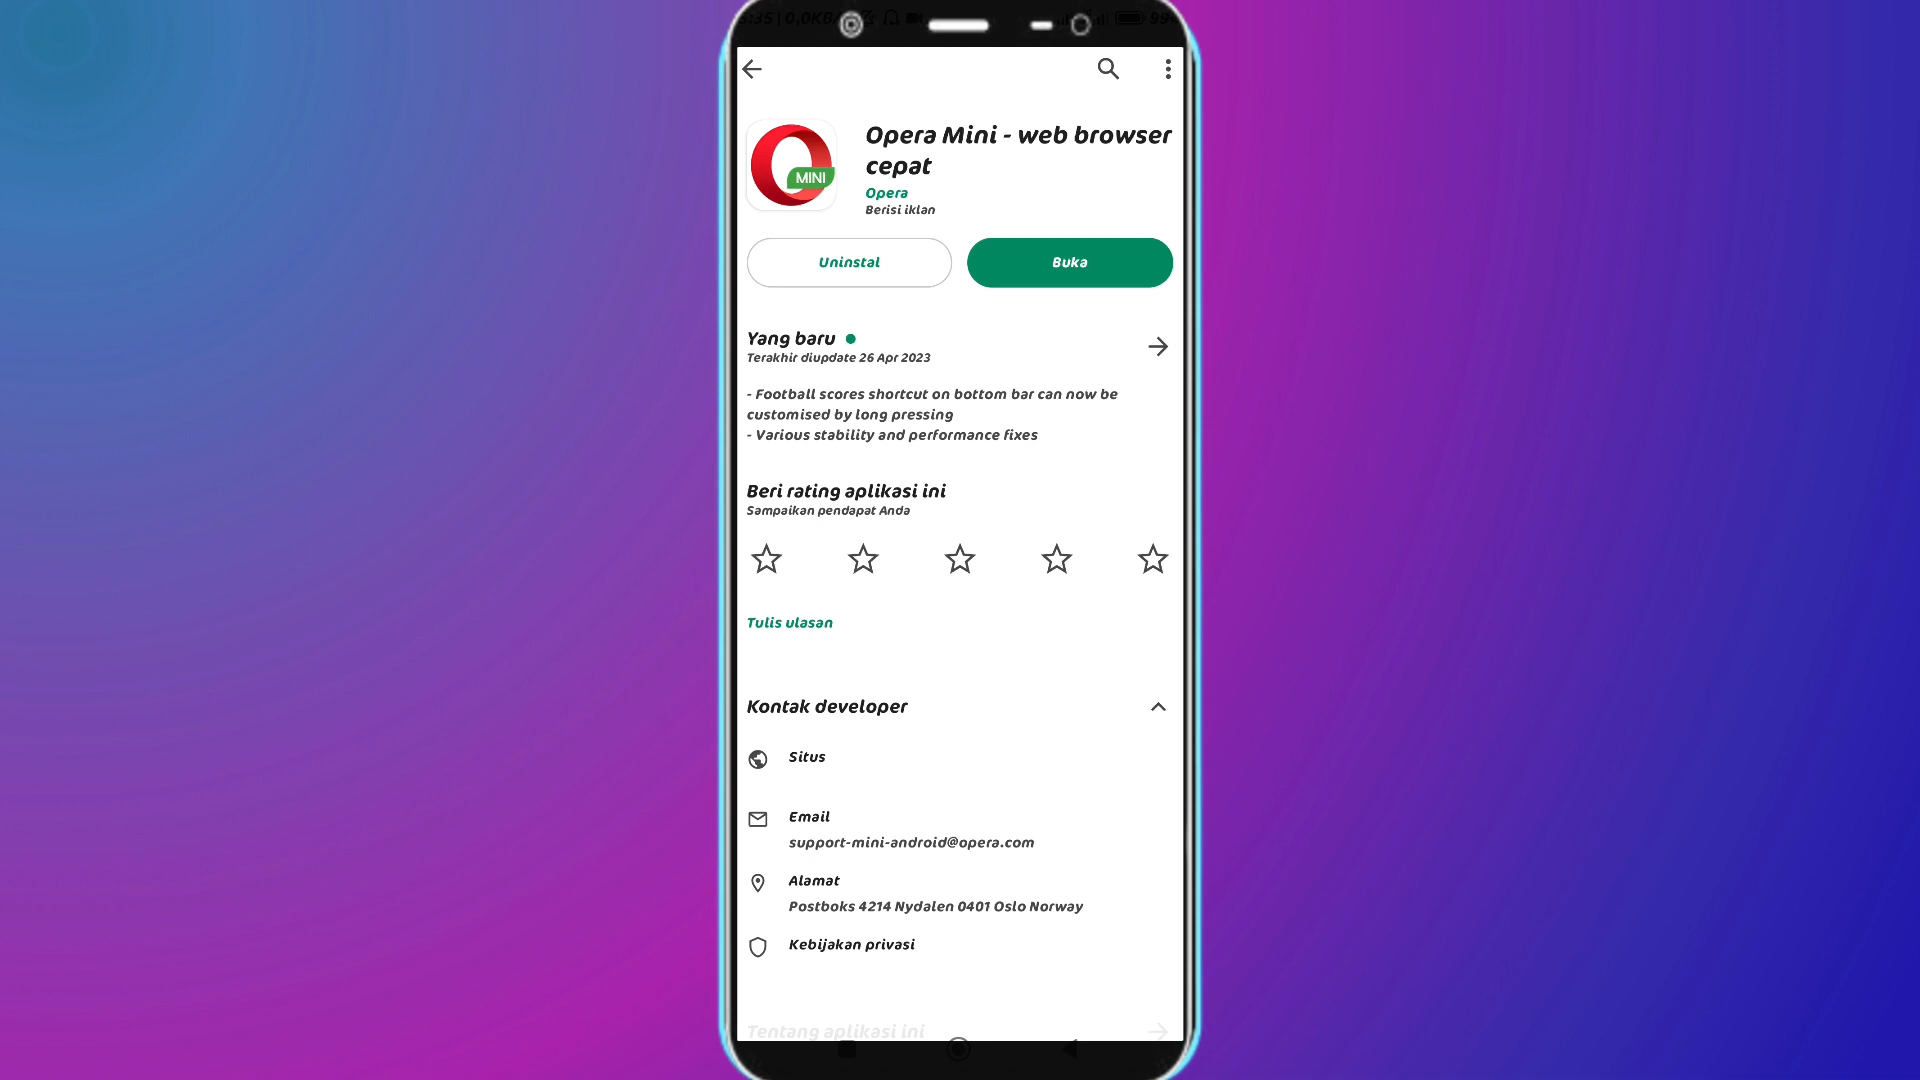 Opera Mini - web browser
cepat
MINI
Opera
Berisi iklan
Uninstal
Buka
Yang baru
Terakhir diupdate 26 Apr 2023
- Football scores shortcut on bottom bar can now be
customised by long pressing
- Various stability and performance fixes
Beri rating aplikasi ini
Sampaikan pendapat Anda
Tulis ulasan
Kontak developer
Situs
Email
support-mini-android@opera.com
Alamat
Postboks 4214 Nydalen 0401 Oslo Norway
Kebijakan privasi
Tentang aplikasi ini